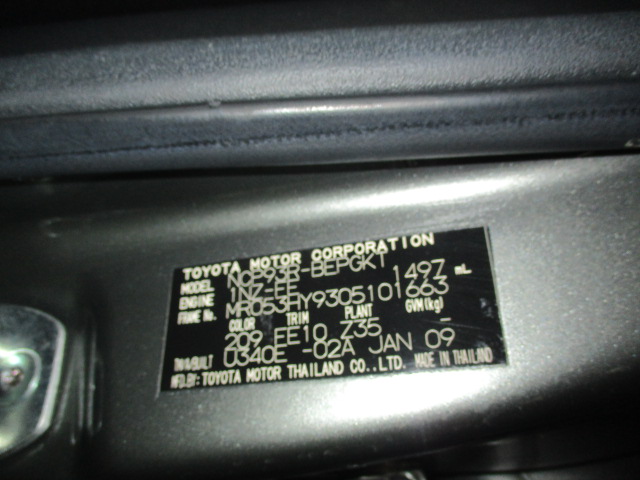 TOYOTA MOTOR CORPORATION
MODEL NCP93R-BEPGKT
ENGINE 1NZ-FE 1497 mL
FRAME No. MR053HY9305101663
COLOR TRIM PLANT GVM(kg)
209 EE10 Z35 –
T/A/BUILT U340E -02A JAN 09
MFD.BY: TOYOTA MOTOR THAILAND CO.,LTD. MADE IN THAILAND